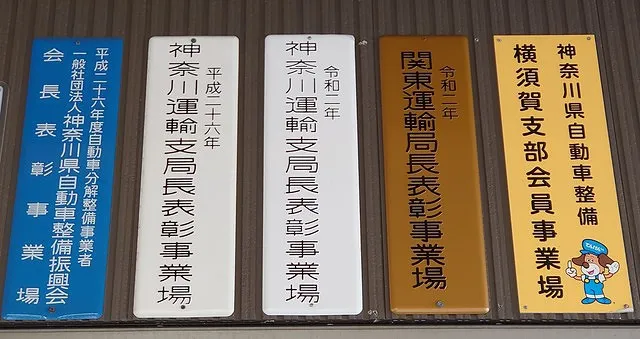 神奈川県自動車整備
横須賀支部会員事業場
令和二年
関東運輸局長表彰事業場
令和二年
神奈川運輸支局長表彰事業場
平成二十六年
神奈川運輸支局長表彰事業場
平成二十六年度自動車分解整備事業者
一般社団法人神奈川県自動車整備振興会
会長表彰事業場